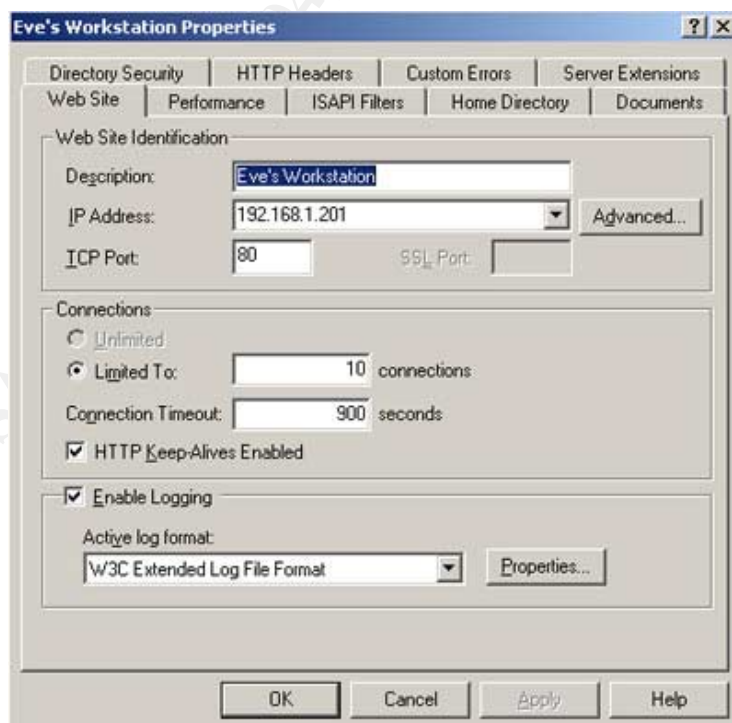 Eve's Workstation Properties
Directory Security HTTP Headers Custom Errors Server Extensions
Web Site Performance ISAPI Filters Home Directory Documents
Web Site Identification
Description: Eve's Workstation
IP Address: 192.168.1.201 Advanced...
TCP Port: 80 SSL Port:
Connections
Unlimited
Limited To: 10 connections
Connection Timeout: 900 seconds
HTTP Keep-Alives Enabled
Enable Logging
Active log format:
W3C Extended Log File Format Properties...
OK Cancel Apply Help